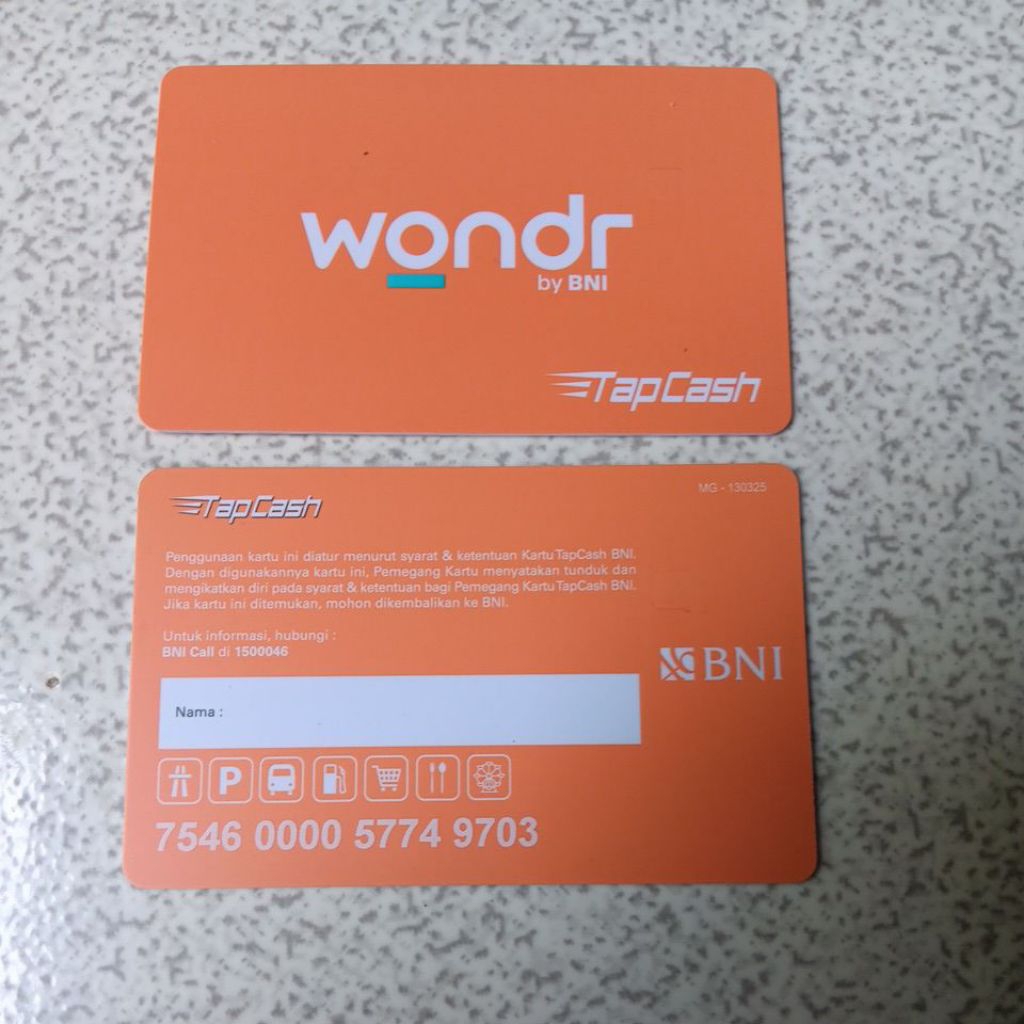 wondr
by BNI
TapCash
TapCash
MG - 130325
Penggunaan kartu ini diatur menurut syarat & ketentuan Kartu TapCash BNI.
Dengan digunakannya kartu ini, Pemegang Kartu menyatakan tunduk dan
mengikatkan diri pada syarat & ketentuan bagi Pemegang Kartu TapCash BNI.
Jika kartu ini ditemukan, mohon dikembalikan ke BNI.
Untuk informasi, hubungi :
BNI Call di 1500046
BNI
Nama :
P
7546 0000 5774 9703